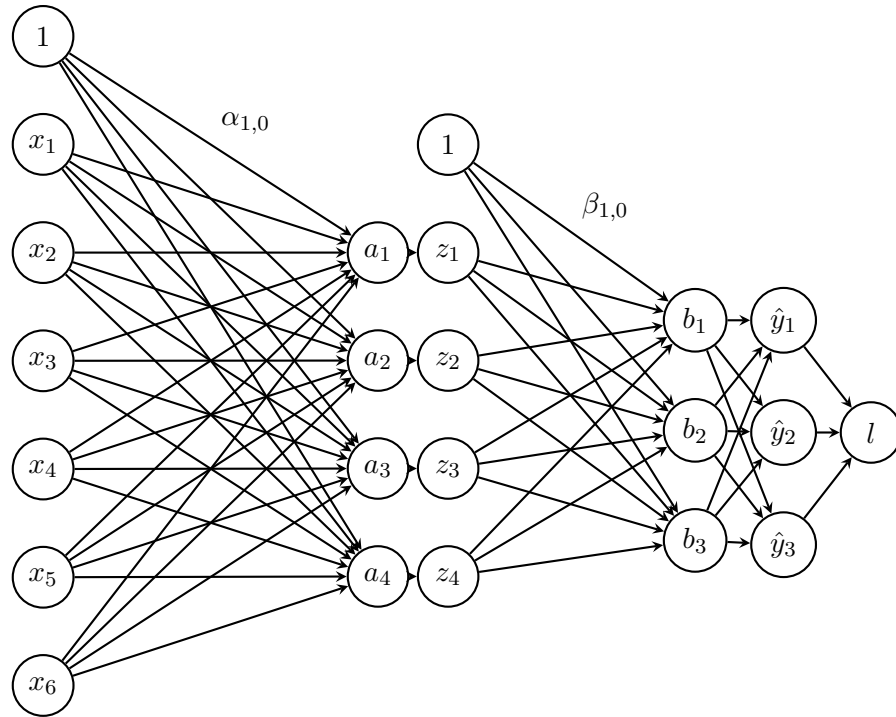 1
x₁
x₂
x₃
x₄
x₅
x₆
α₁,₀
a₁
a₂
a₃
a₄
1
z₁
z₂
z₃
z₄
β₁,₀
b₁
b₂
b₃
ŷ₁
ŷ₂
ŷ₃
l